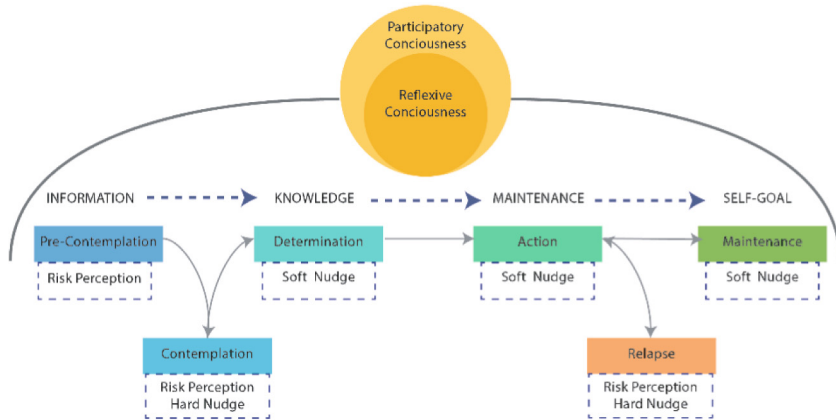 Participatory
Conciousness
Reflexive
Conciousness
INFORMATION
KNOWLEDGE
MAINTENANCE
SELF-GOAL
Pre-Contemplation
Determination
Action
Maintenance
Risk Perception
Soft Nudge
Soft Nudge
Soft Nudge
Contemplation
Relapse
Risk Perception
Hard Nudge
Risk Perception
Hard Nudge